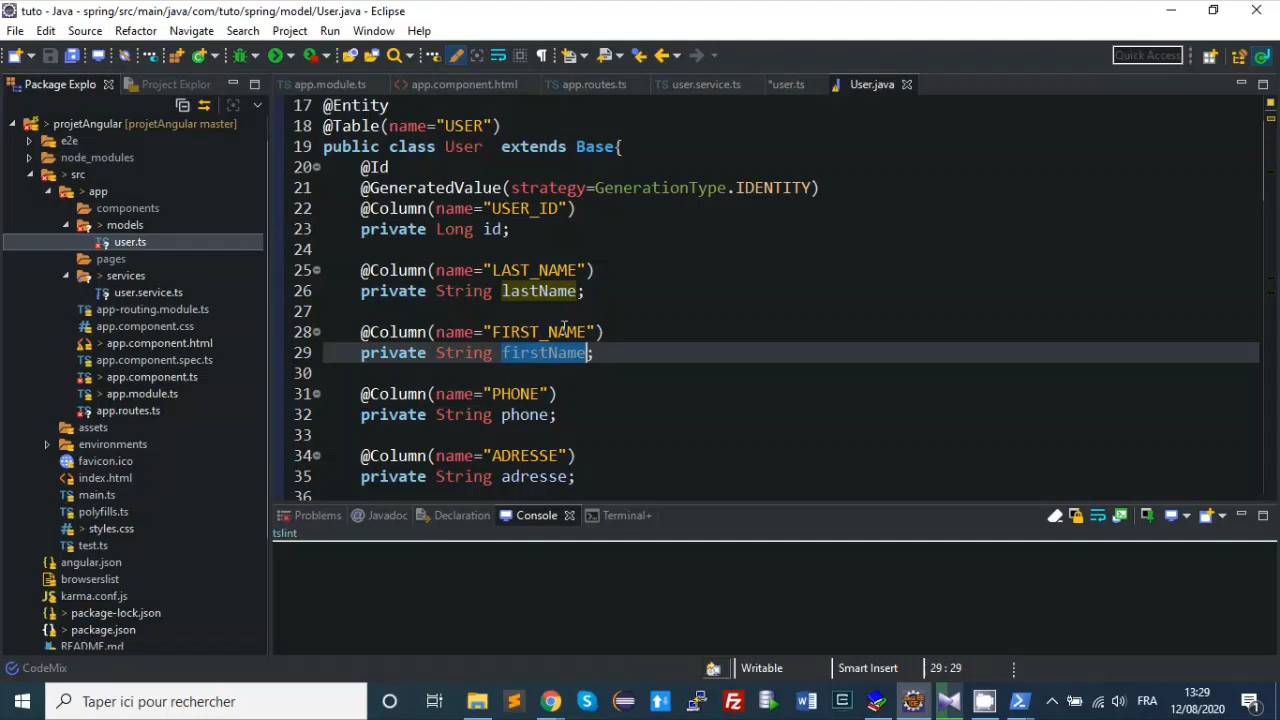 tuto - Java - spring/src/main/java/com/tuto/spring/model/User.java - Eclipse
File Edit Source Refactor Navigate Search Project Run Window Help
Quick Access
Package Explo
Project Explor
app.module.ts
app.component.html
app.routes.ts
user.service.ts
*user.ts
User.java
projetAngular [projetAngular master]
e2e
node_modules
> src
> app
components
> models
user.ts
pages
> services
user.service.ts
app-routing.module.ts
app.component.css
> app.component.html
app.component.spec.ts
> app.component.ts
> app.module.ts
app.routes.ts
assets
environments
favicon.ico
index.html
main.ts
polyfills.ts
> styles.css
test.ts
angular.json
browserslist
karma.conf.js
> package-lock.json
> package.json
README.md
17 @Entity
18 @Table(name="USER")
19 public class User extends Base{
20 @Id
21 @GeneratedValue(strategy=GenerationType.IDENTITY)
22 @Column(name="USER_ID")
23 private Long id;
24
25 @Column(name="LAST_NAME")
26 private String lastName;
27
28 @Column(name="FIRST_NAME")
29 private String firstName;
30
31 @Column(name="PHONE")
32 private String phone;
33
34 @Column(name="ADRESSE")
35 private String adresse;
36
Problems @ Javadoc Declaration Console Terminal+
tslint
CodeMix
Writable
Smart Insert
29 : 29
Taper ici pour rechercher
FRA
13:29
12/08/2020